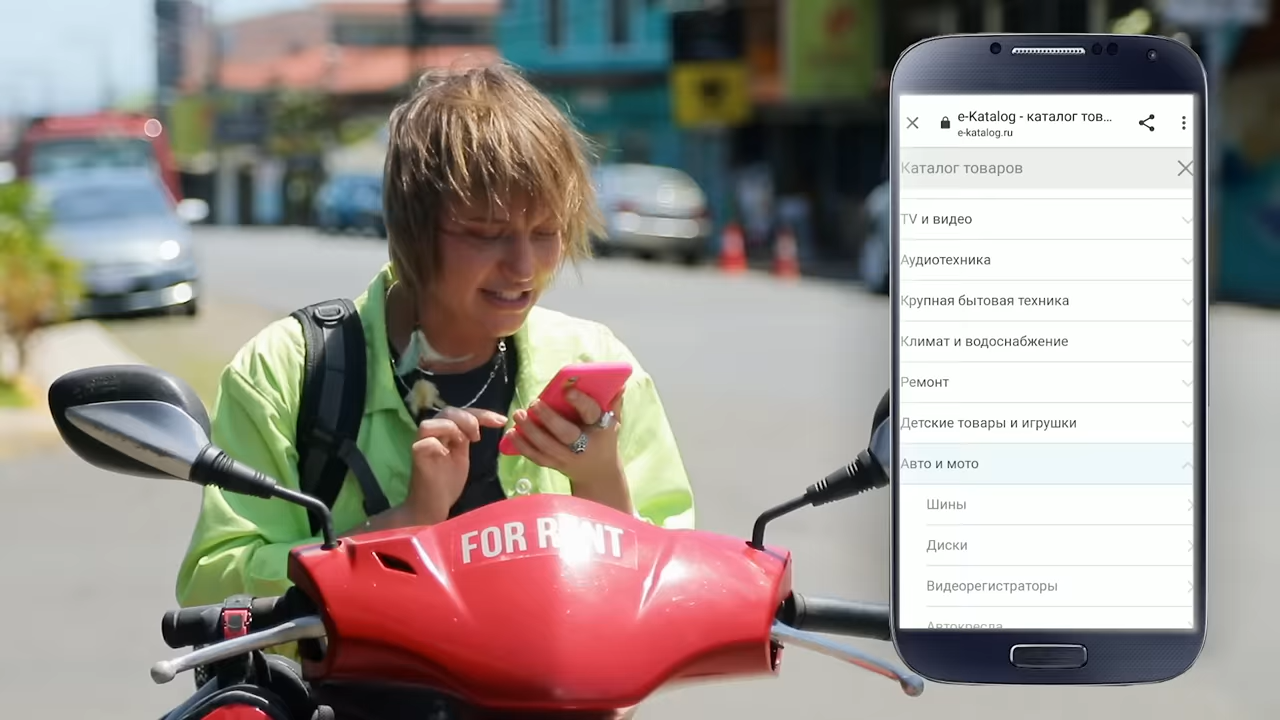 FOR RENT
e-Katalog - каталог тов...
e-katalog.ru
Каталог товаров
TV и видео
Аудиотехника
Крупная бытовая техника
Климат и водоснабжение
Ремонт
Детские товары и игрушки
Авто и мото
Шины
Диски
Видеорегистраторы
Автокресла